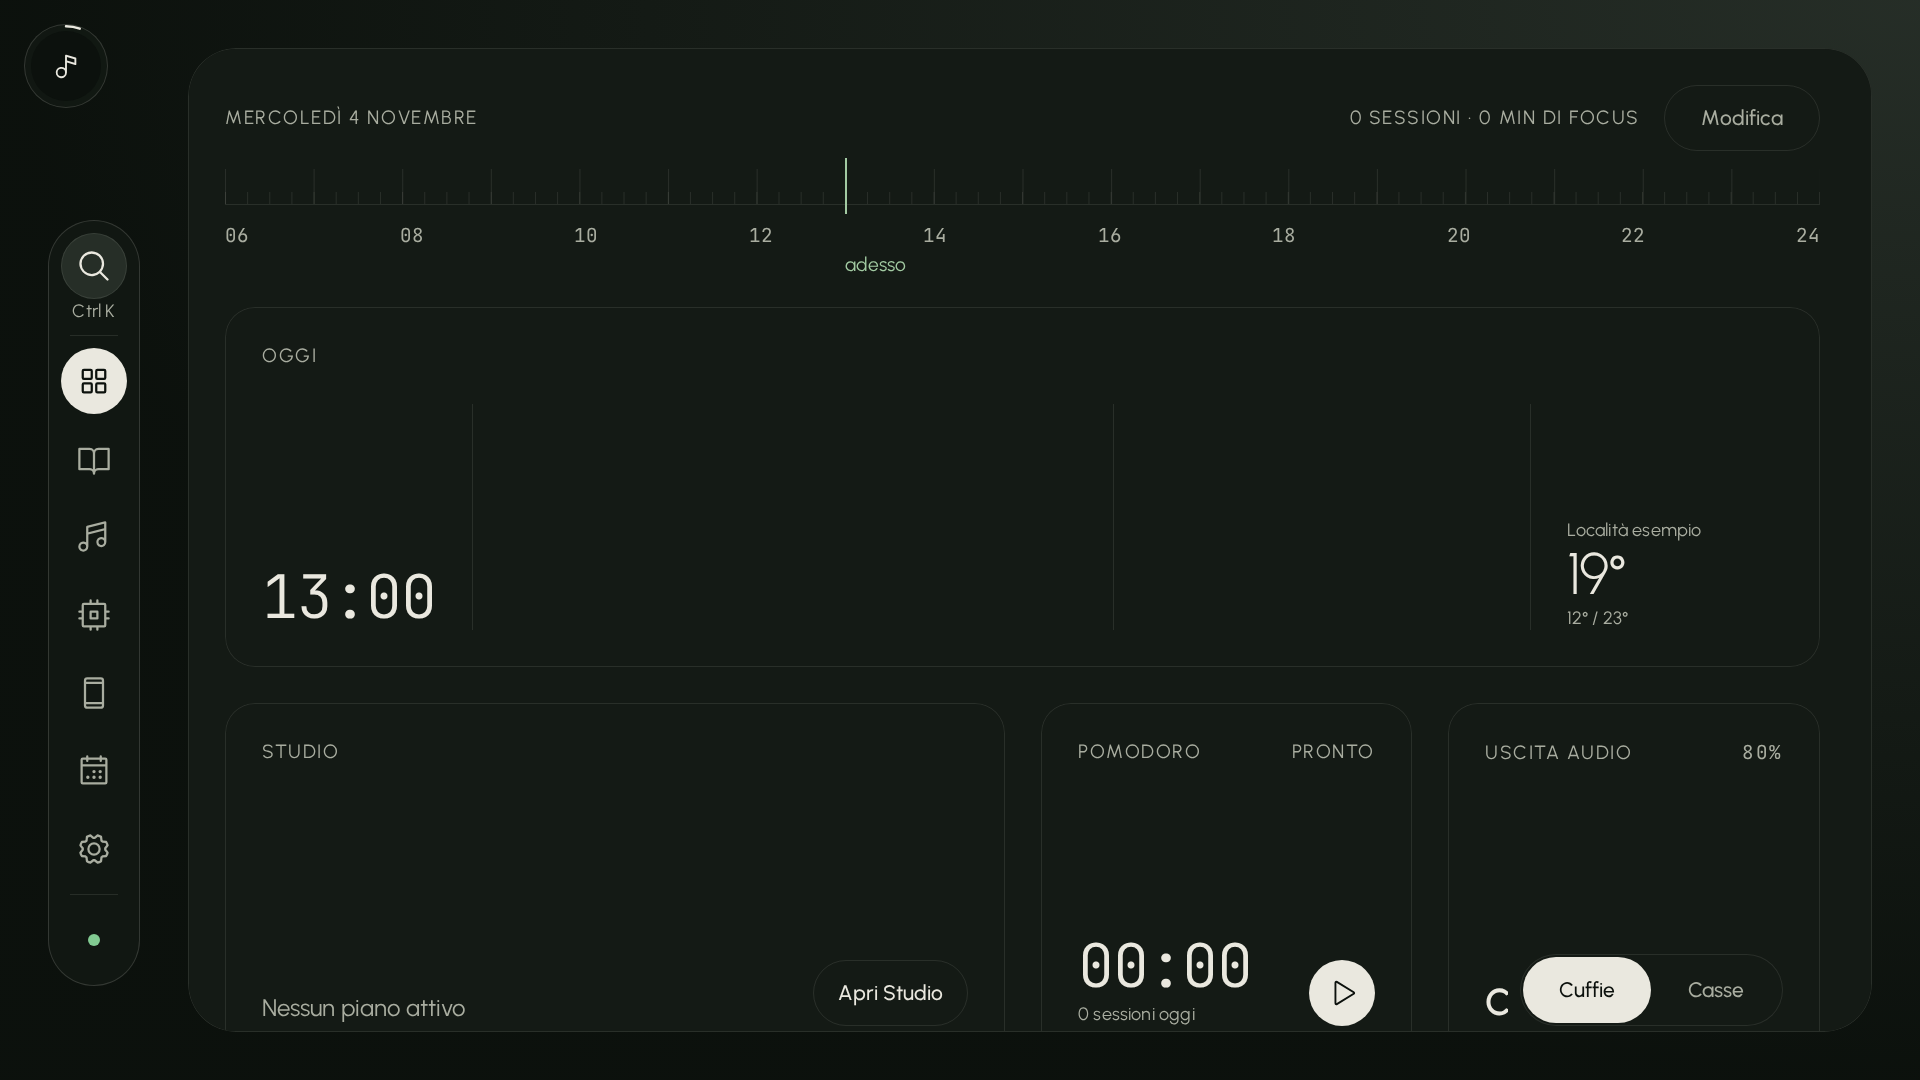 MERCOLEDÌ 4 NOVEMBRE
0 SESSIONI · 0 MIN DI FOCUS
Modifica
06 08 10 12 14 16 18 20 22 24
adesso
Ctrl K
OGGI
13:00
Località esempio
19°
12° / 23°
STUDIO
Nessun piano attivo
Apri Studio
POMODORO
PRONTO
00:00
0 sessioni oggi
USCITA AUDIO
80%
C
Cuffie
Casse